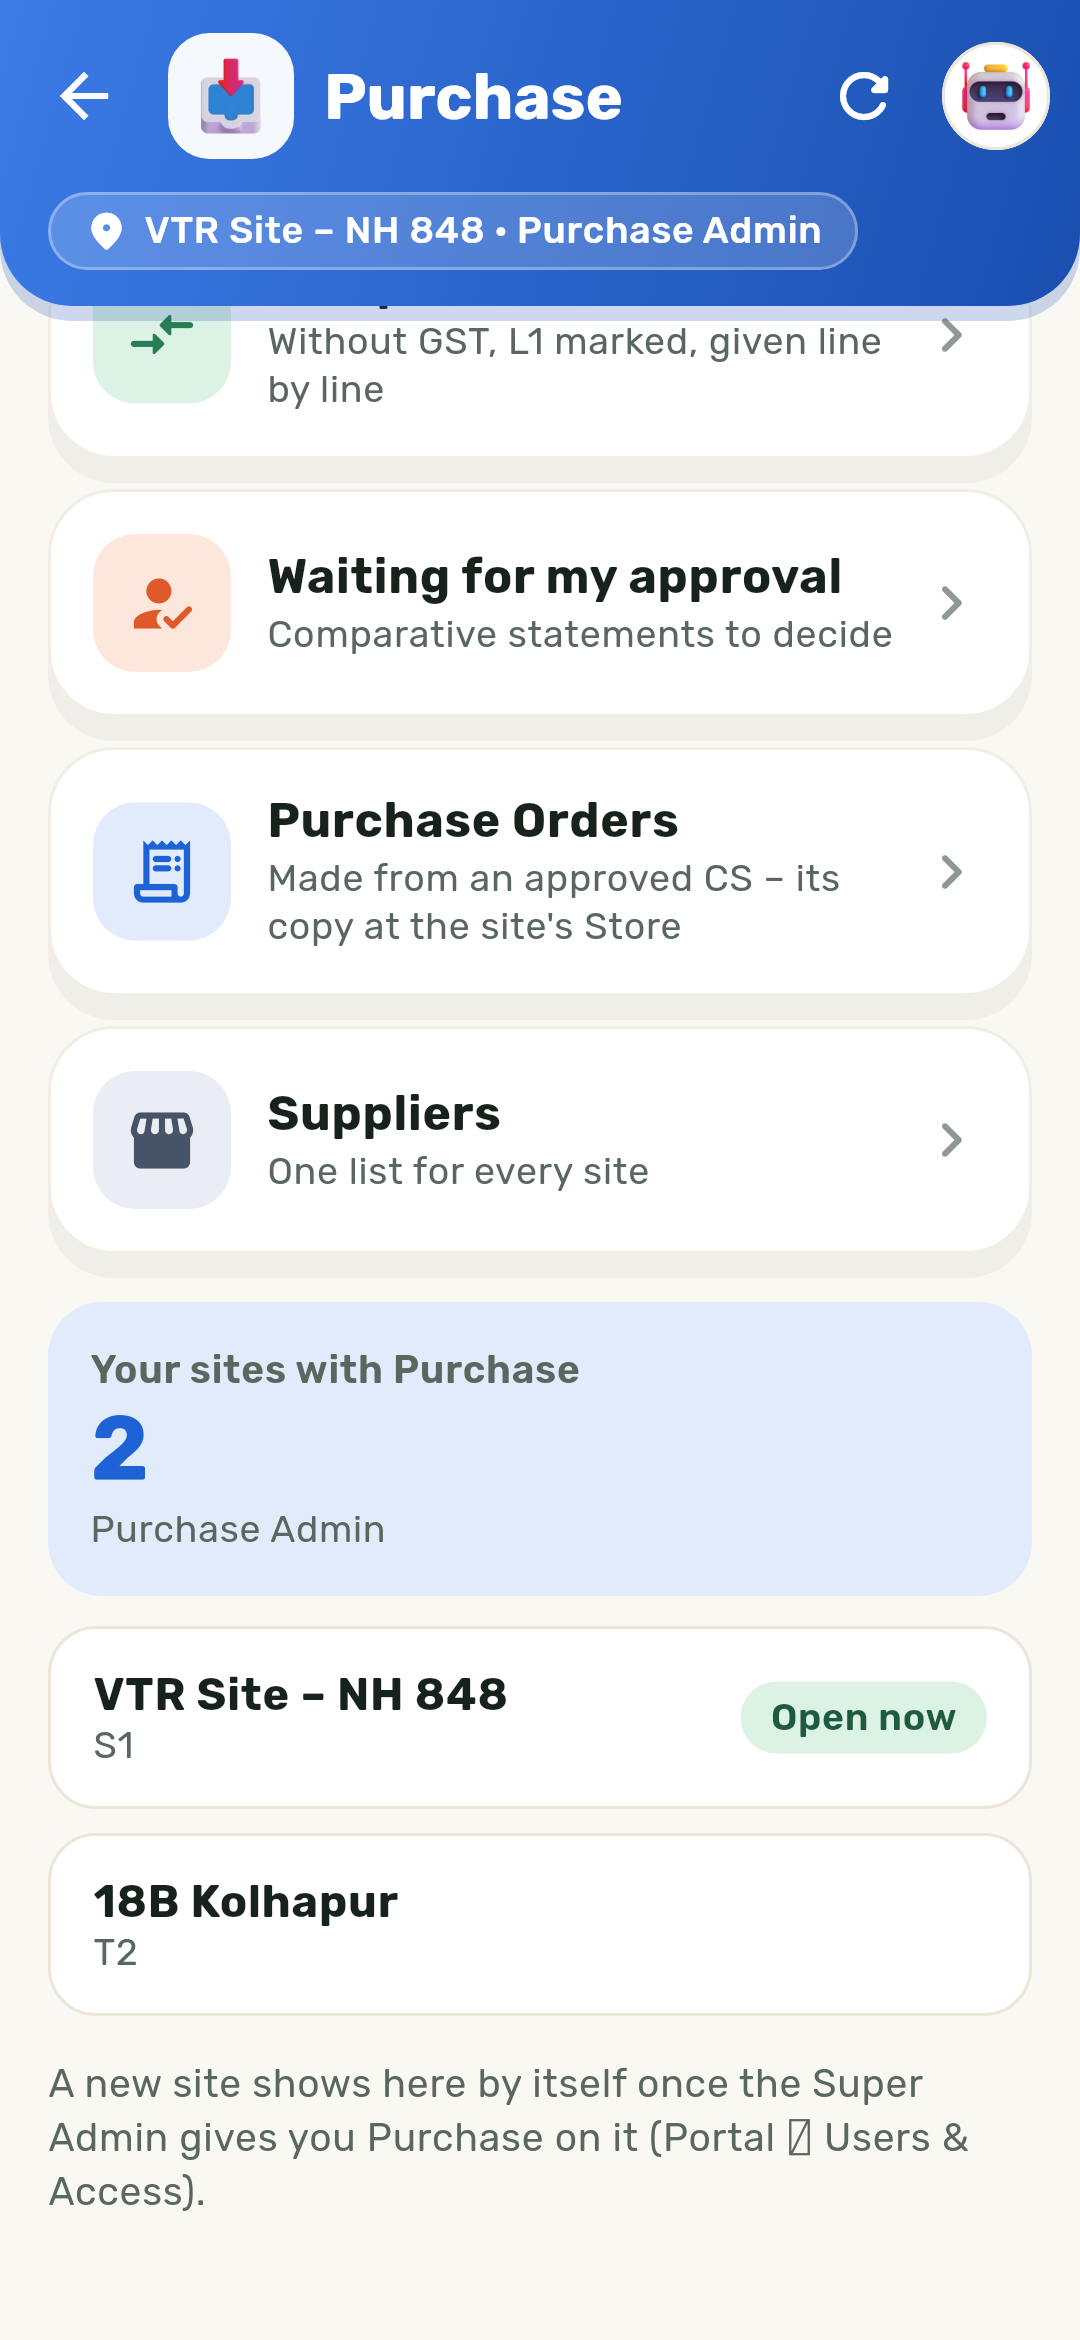 Purchase
VTR Site – NH 848 • Purchase Admin
Without GST, L1 marked, given line
by line
Waiting for my approval
Comparative statements to decide
Purchase Orders
Made from an approved CS – its
copy at the site's Store
Suppliers
One list for every site
Your sites with Purchase
2
Purchase Admin
VTR Site – NH 848
S1
Open now
18B Kolhapur
T2
A new site shows here by itself once the Super
Admin gives you Purchase on it (Portal Users &
Access).